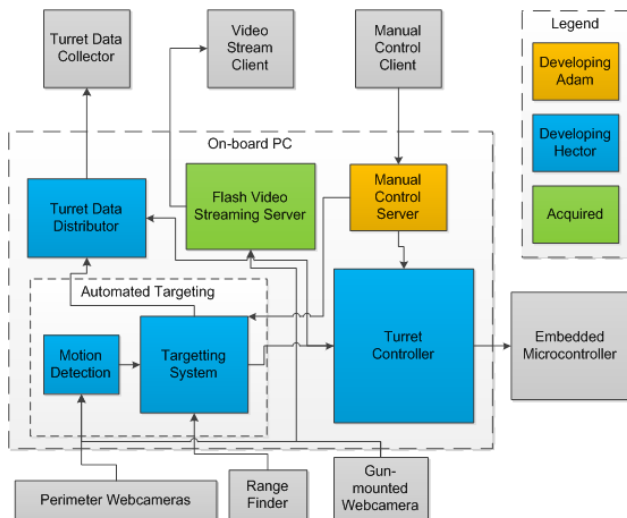 Turret Data
Collector
Video
Stream
Client
Manual
Control
Client
Legend
Developing
Adam
Developing
Hector
Acquired
On-board PC
Turret Data
Distributor
Flash Video
Streaming Server
Manual
Control
Server
Automated Targeting
Motion
Detection
Targetting
System
Turret
Controller
Embedded
Microcontroller
Perimeter Webcameras
Range
Finder
Gun-
mounted
Webcamera